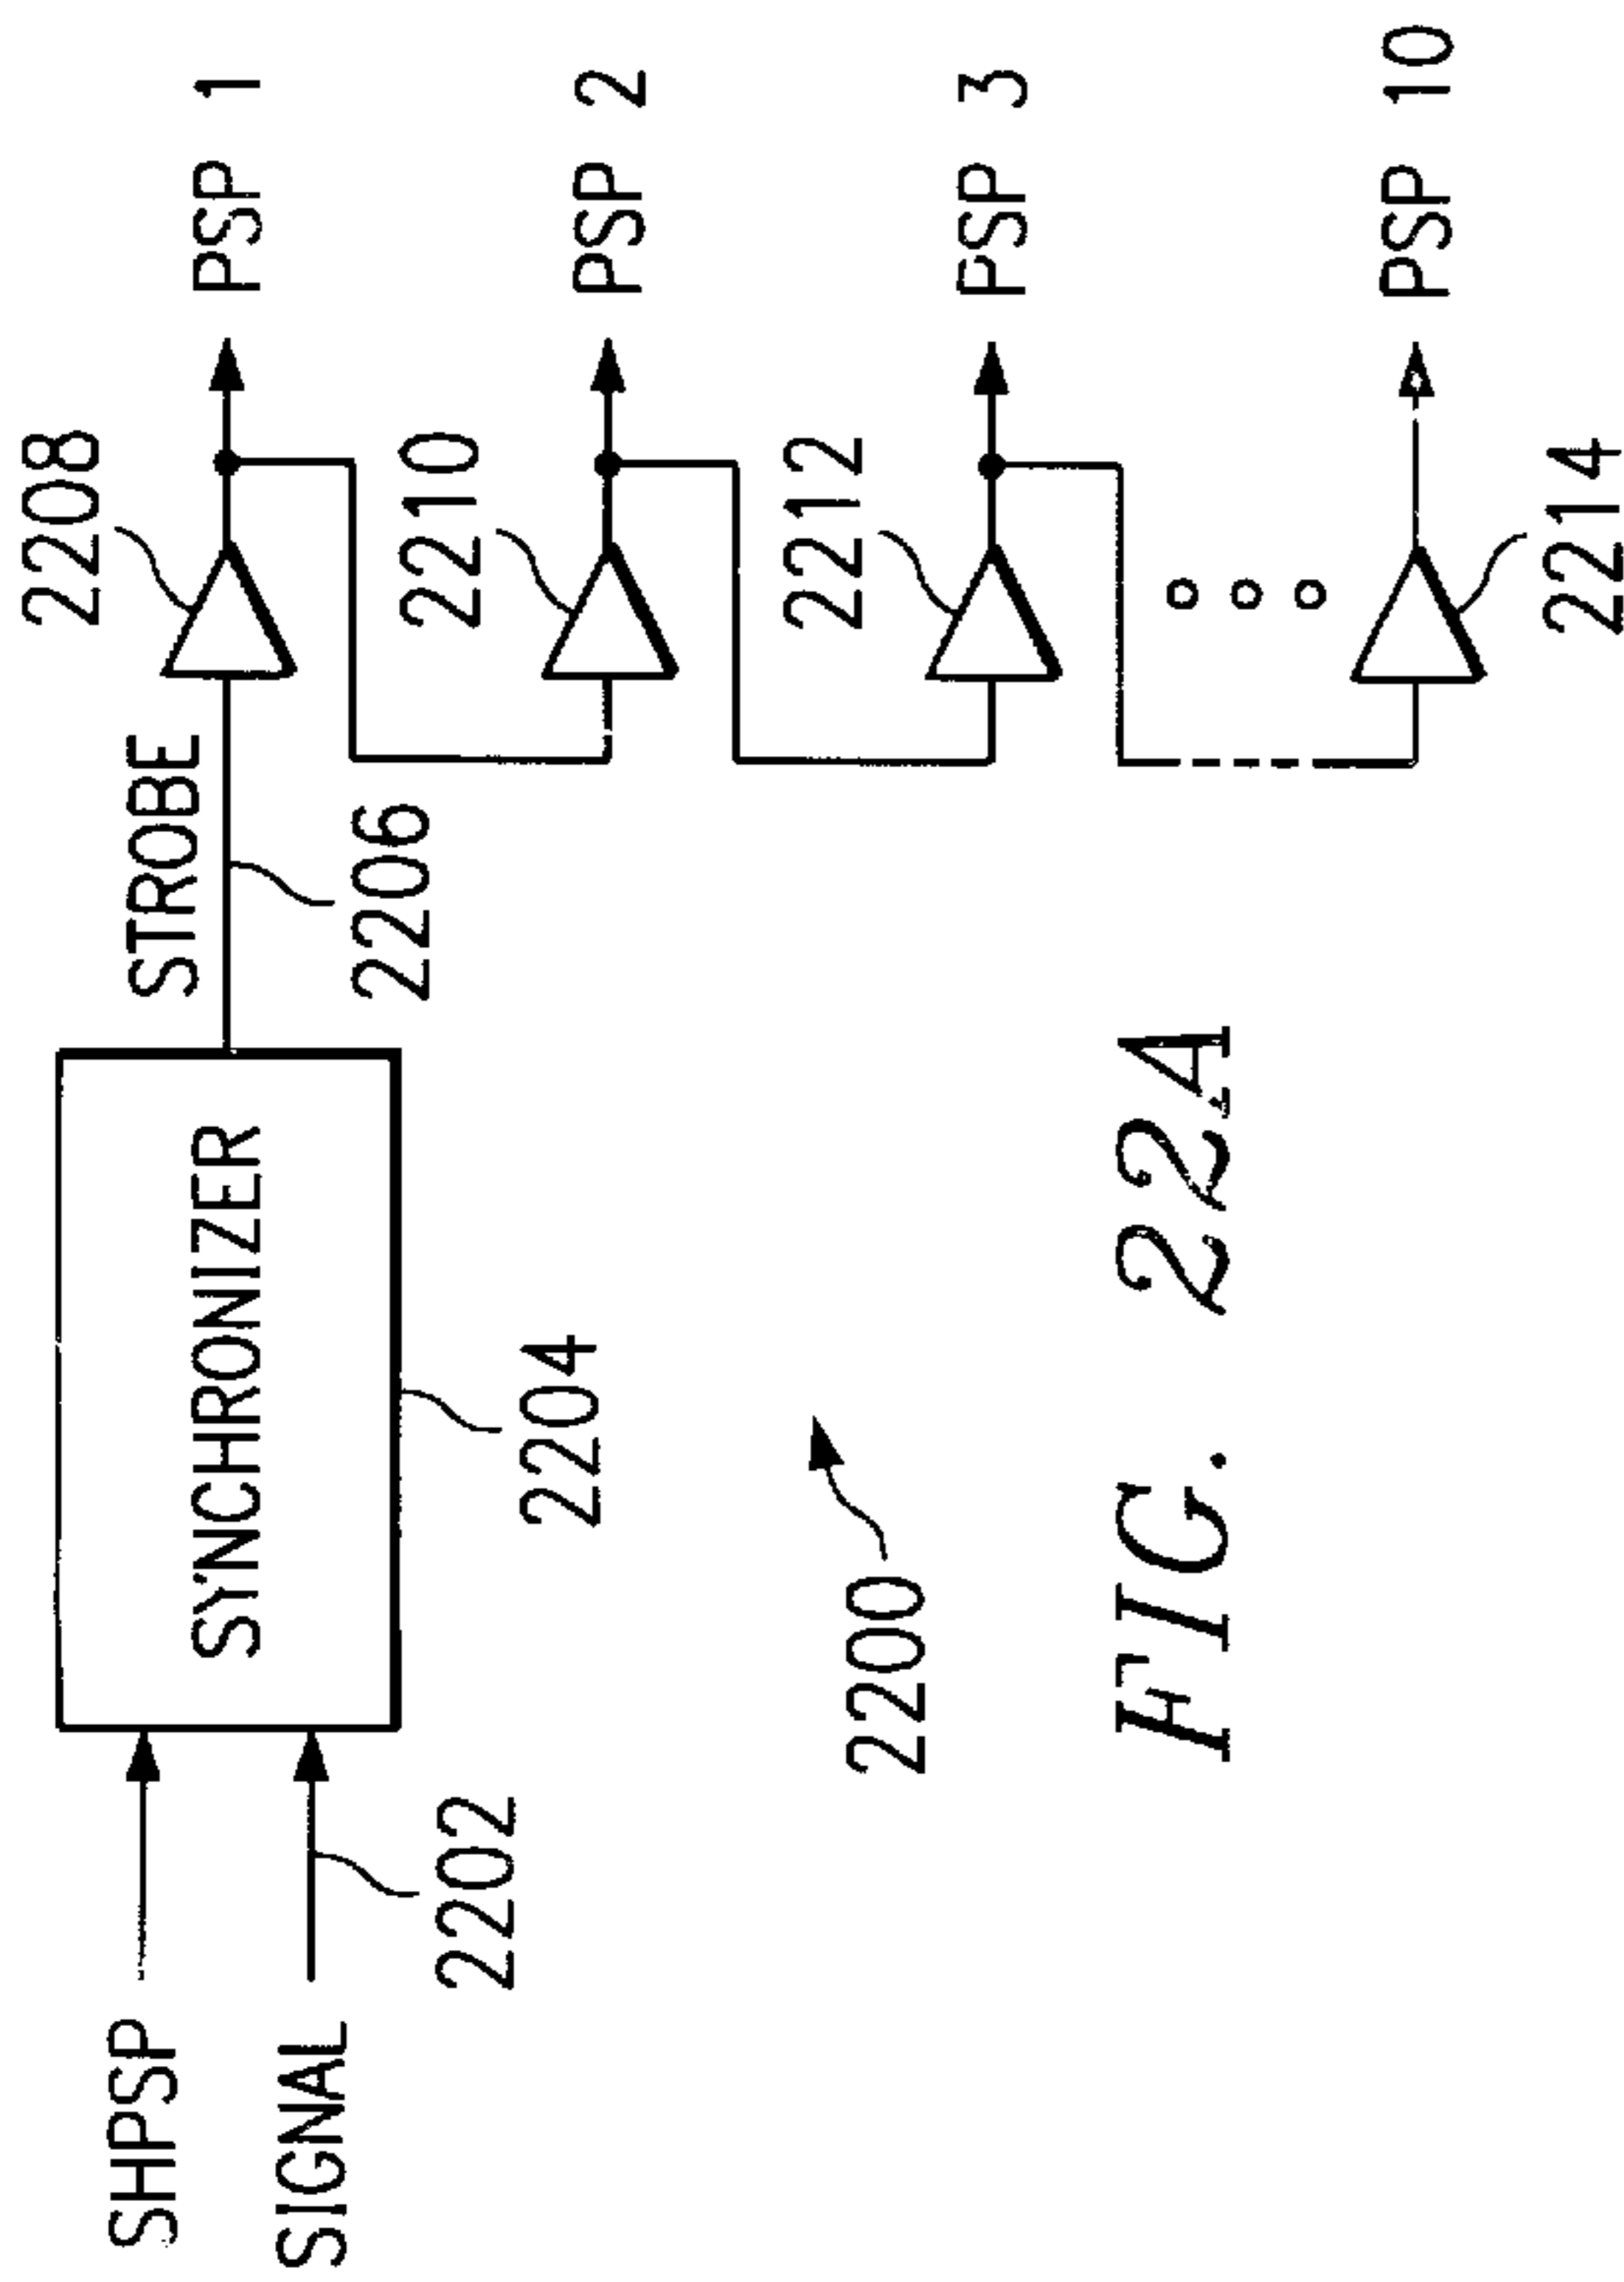 2208
STROBE
PSP 1
SHPSP
SYNCHRONIZER
SIGNAL
2206
2202
2204
2210
PSP 2
2212
PSP 3
2200
PSP 10
2214
FIG. 22A